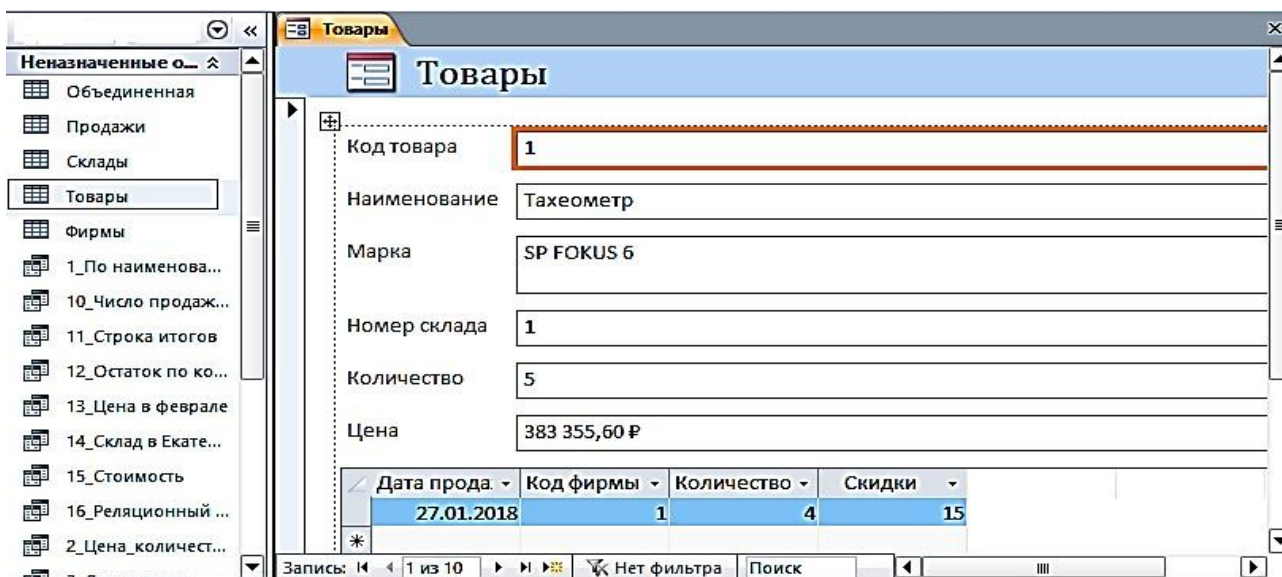 Товары
Неназначенные о...
Объединенная
Продажи
Склады
Товары
Фирмы
1_По наименова...
10_Число продаж...
11_Строка итогов
12_Остаток по ко...
13_Цена в феврале
14_Склад в Екате...
15_Стоимость
16_Реляционный ...
2_Цена_количест...
Товары
Код товара 1
Наименование Тахеометр
Марка SP FOKUS 6
Номер склада 1
Количество 5
Цена 383 355,60 ₽
Дата прода. Код фирмы Количество Скидки
27.01.2018 1 4 15
Запись: 1 из 10 Нет фильтра Поиск